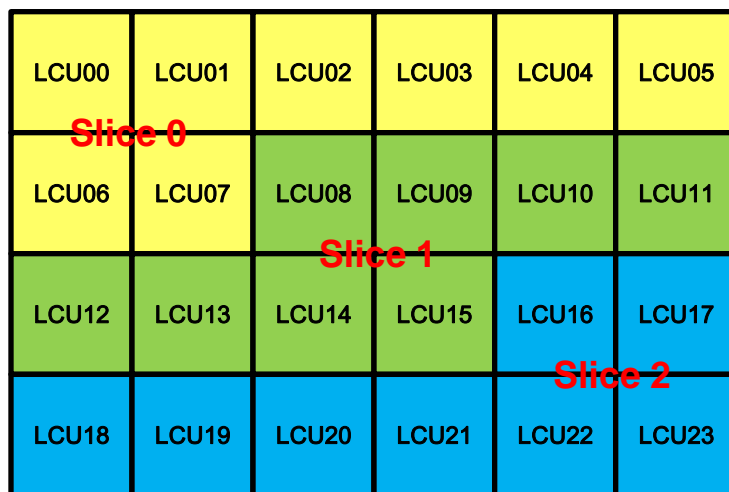 LCU00 LCU01 LCU02 LCU03 LCU04 LCU05
Slice 0
LCU06 LCU07 LCU08 LCU09 LCU10 LCU11
Slice 1
LCU12 LCU13 LCU14 LCU15 LCU16 LCU17
Slice 2
LCU18 LCU19 LCU20 LCU21 LCU22 LCU23